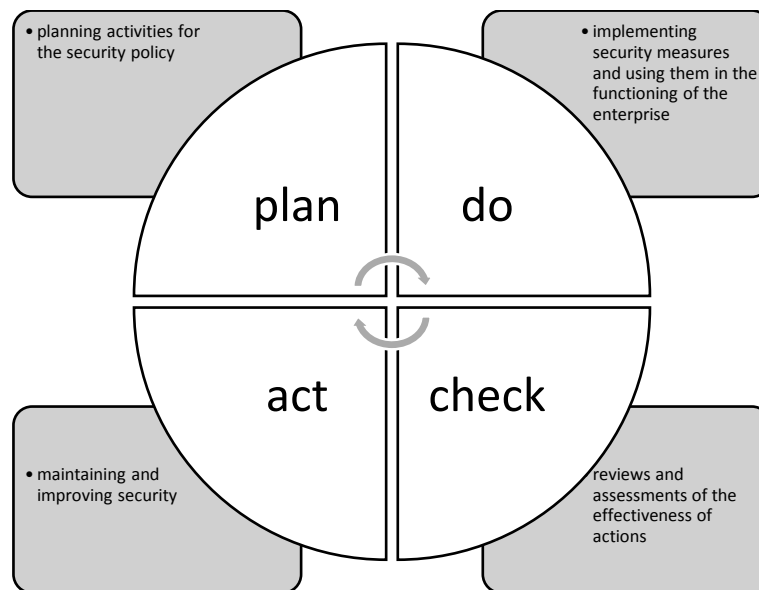 • planning activities for
the security policy
• implementing
security measures
and using them in the
functioning of the
enterprise
plan
do
act
check
• maintaining and
improving security
reviews and
assessments of the
effectiveness of
actions